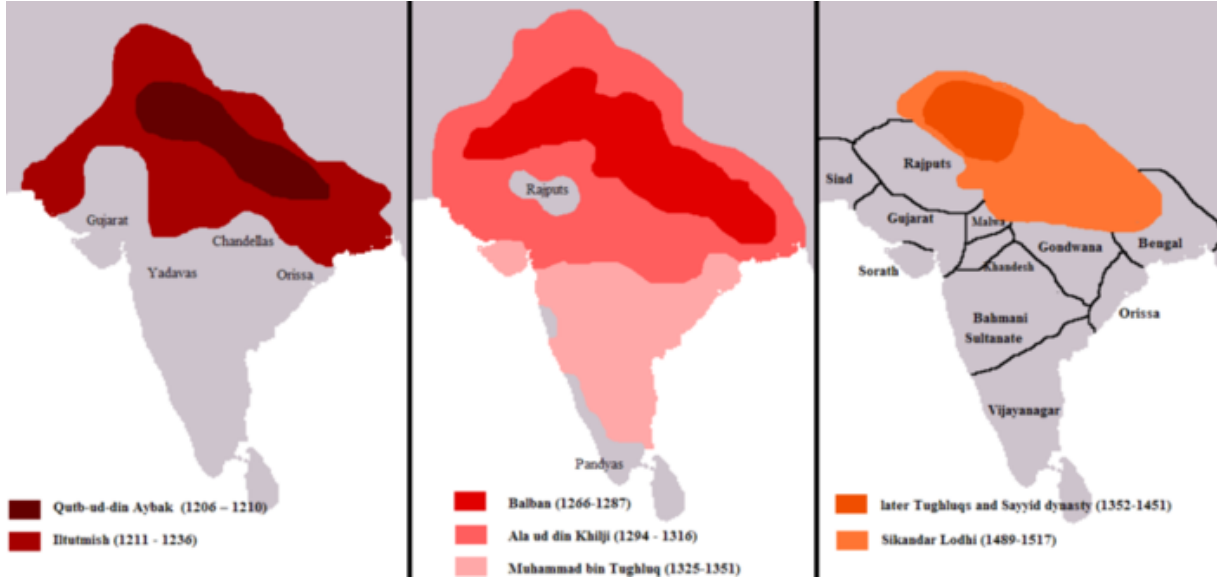 Gujarat
Chandellas
Yadavas
Orissa
Qutb-ud-din Aybak (1206 – 1210)
Iltutmish (1211 - 1236)
Rajputs
Pandyas
Balban (1266-1287)
Ala ud din Khilji (1294 - 1316)
Muhammad bin Tughluq (1325-1351)
Rajputs
Sind
Gujarat
Malwa
Gondwana
Bengal
Sorath
Khandesh
Orissa
Bahmani
Sultanate
Vijayanagar
later Tughluqs and Sayyid dynasty (1352-1451)
Sikandar Lodhi (1489-1517)